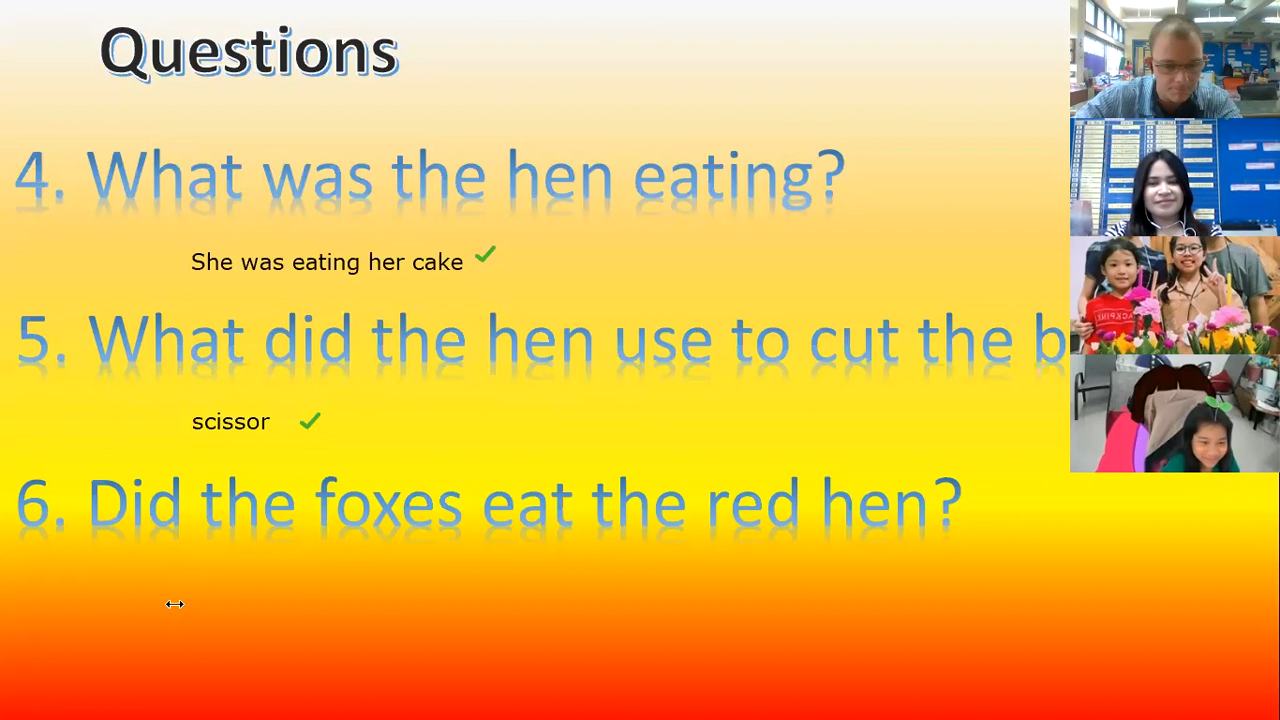 Questions
4. What was the hen eating?
She was eating her cake
5. What did the hen use to cut the b
scissor
6. Did the foxes eat the red hen?